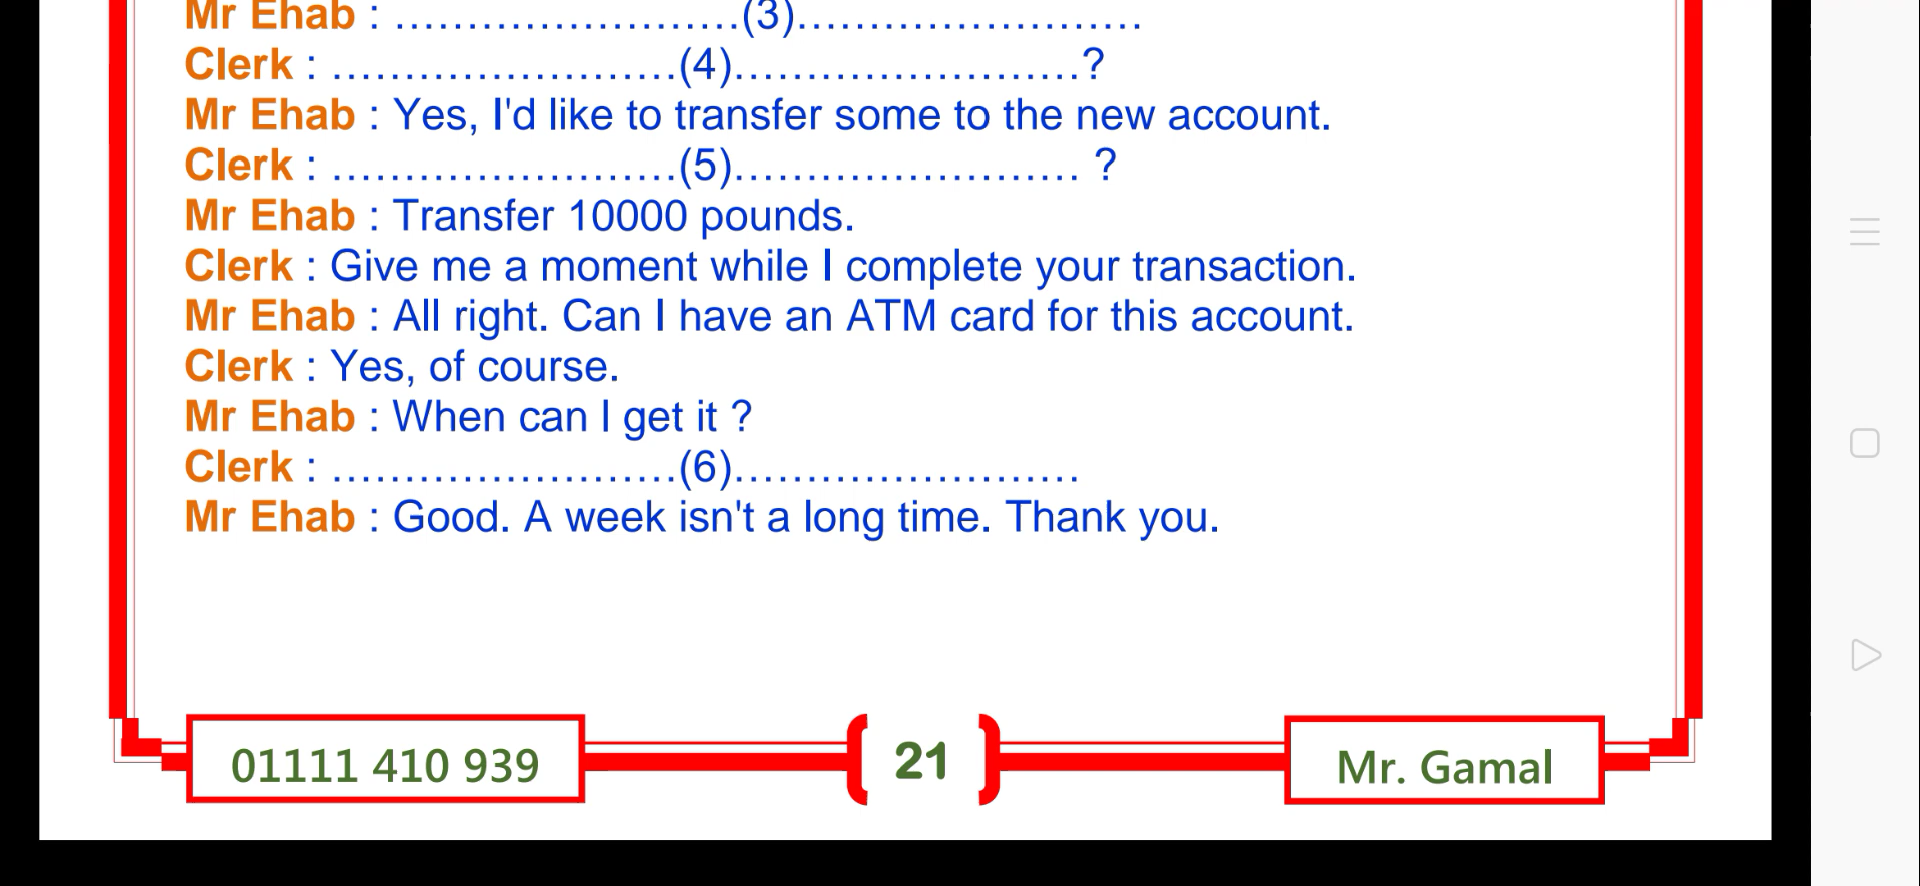 Mr Ehab : ........................(3)........................
Clerk : ........................(4)........................?
Mr Ehab : Yes, I'd like to transfer some to the new account.
Clerk : ........................(5)........................ ?
Mr Ehab : Transfer 10000 pounds.
Clerk : Give me a moment while I complete your transaction.
Mr Ehab : All right. Can I have an ATM card for this account.
Clerk : Yes, of course.
Mr Ehab : When can I get it ?
Clerk : ........................(6)........................
Mr Ehab : Good. A week isn't a long time. Thank you.
01111 410 939
21
Mr. Gamal